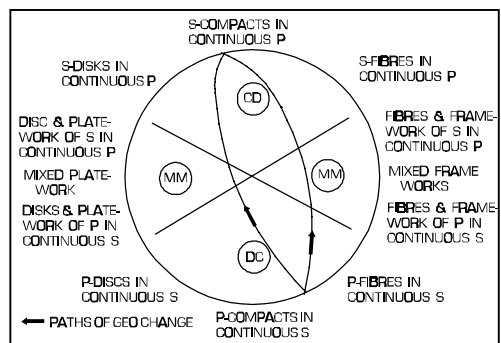 S-COMPACTS IN
CONTINUOUS P
S-DISKS IN
CONTINUOUS P
S-FIBRES IN
CONTINUOUS P
CD
DISC & PLATE-
WORK OF S IN
CONTINUOUS P
FIBRES & FRAME-
WORK OF S IN
CONTINUOUS P
MIXED PLATE-
WORK
MM
MM
MIXED FRAME
WORKS
DISKS & PLATE-
WORK OF P IN
CONTINUOUS S
FIBRES & FRAME-
WORK OF P IN
CONTINUOUS S
DC
P-DISCS IN
CONTINUOUS S
P-FIBRES IN
CONTINUOUS S
PATHS OF GEO CHANGE
P-COMPACTS IN
CONTINUOUS S